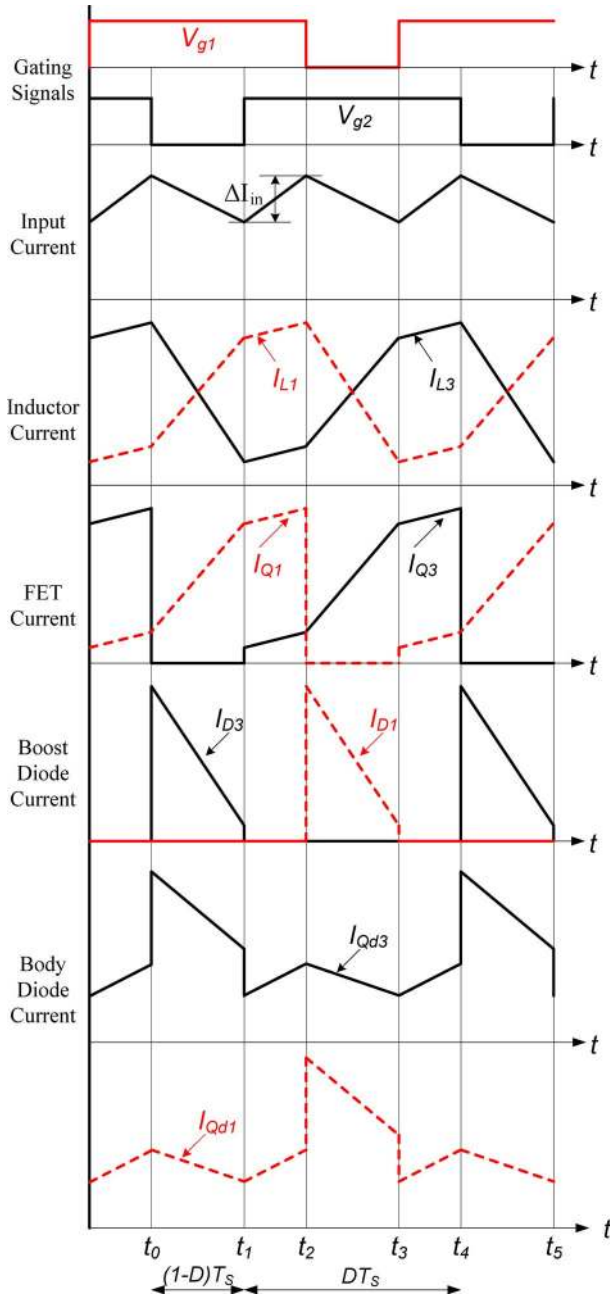 V_g1
Gating
Signals
t
V_g2
t
ΔI_in
Input
Current
t
I_L1
I_L3
Inductor
Current
t
I_Q1
I_Q3
FET
Current
t
I_D3
I_D1
Boost
Diode
Current
t
I_Qd3
Body
Diode
Current
t
I_Qd1
t
t_0 t_1 t_2 t_3 t_4 t_5
(1-D)T_S DT_S